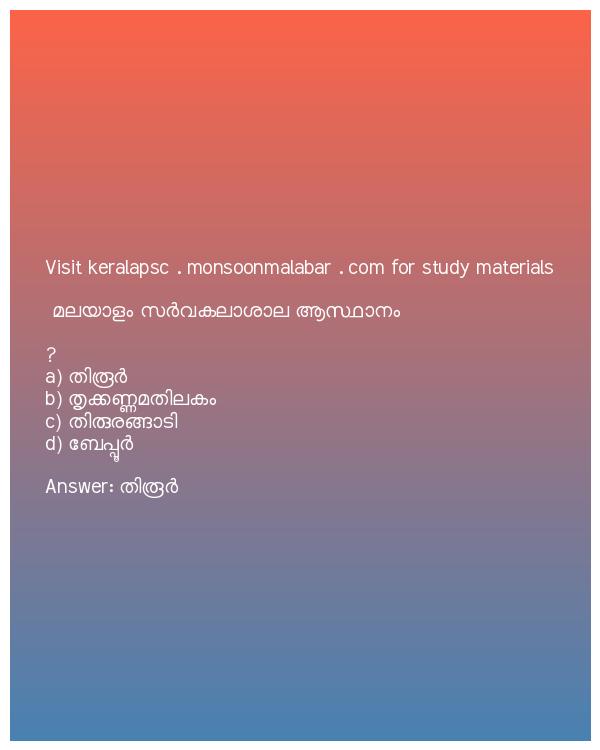 Visit keralapsc . monsoonmalabar . com for study materials
മലയാളം സർവകലാശാല ആസ്ഥാനം
?
a) തിരൂർ
b) തൃക്കണ്ണമതിലകം
c) തിരുരങ്ങാടി
d) ബേപ്പൂർ
Answer: തിരൂർ